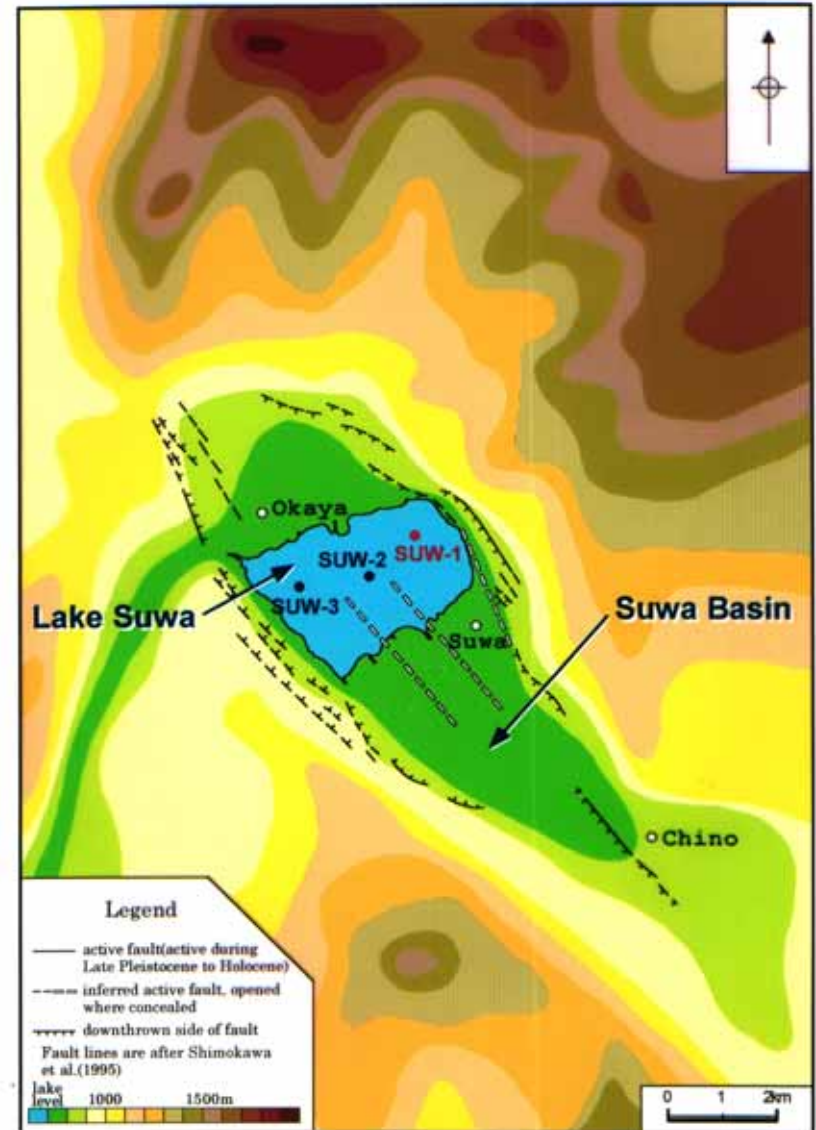 Okaya
SUW-1
SUW-2
SUW-3
Lake Suwa
Suwa Basin
Suwa
Chino
Legend
active fault(active during
Late Pleistocene to Holocene)
inferred active fault, opened
where concealed
downthrown side of fault
Fault lines are after Shimokawa
et al.(1995)
lake
level 1000 1500m
0 1 2km